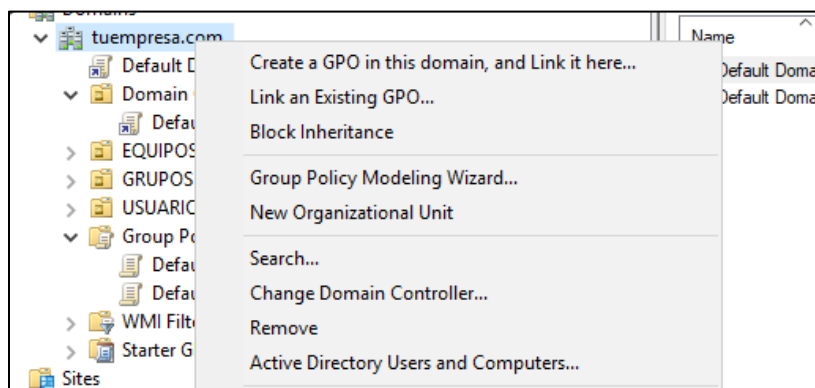 Domains
tuempresa.com
Name
Default D
Create a GPO in this domain, and Link it here...
Default Doma
Domain
Link an Existing GPO...
Default Doma
Defau
Block Inheritance
EQUIPOS
GRUPOS
Group Policy Modeling Wizard...
USUARIO
New Organizational Unit
Group Po
Defau
Search...
Defau
Change Domain Controller...
WMI Filt
Remove
Starter G
Active Directory Users and Computers...
Sites